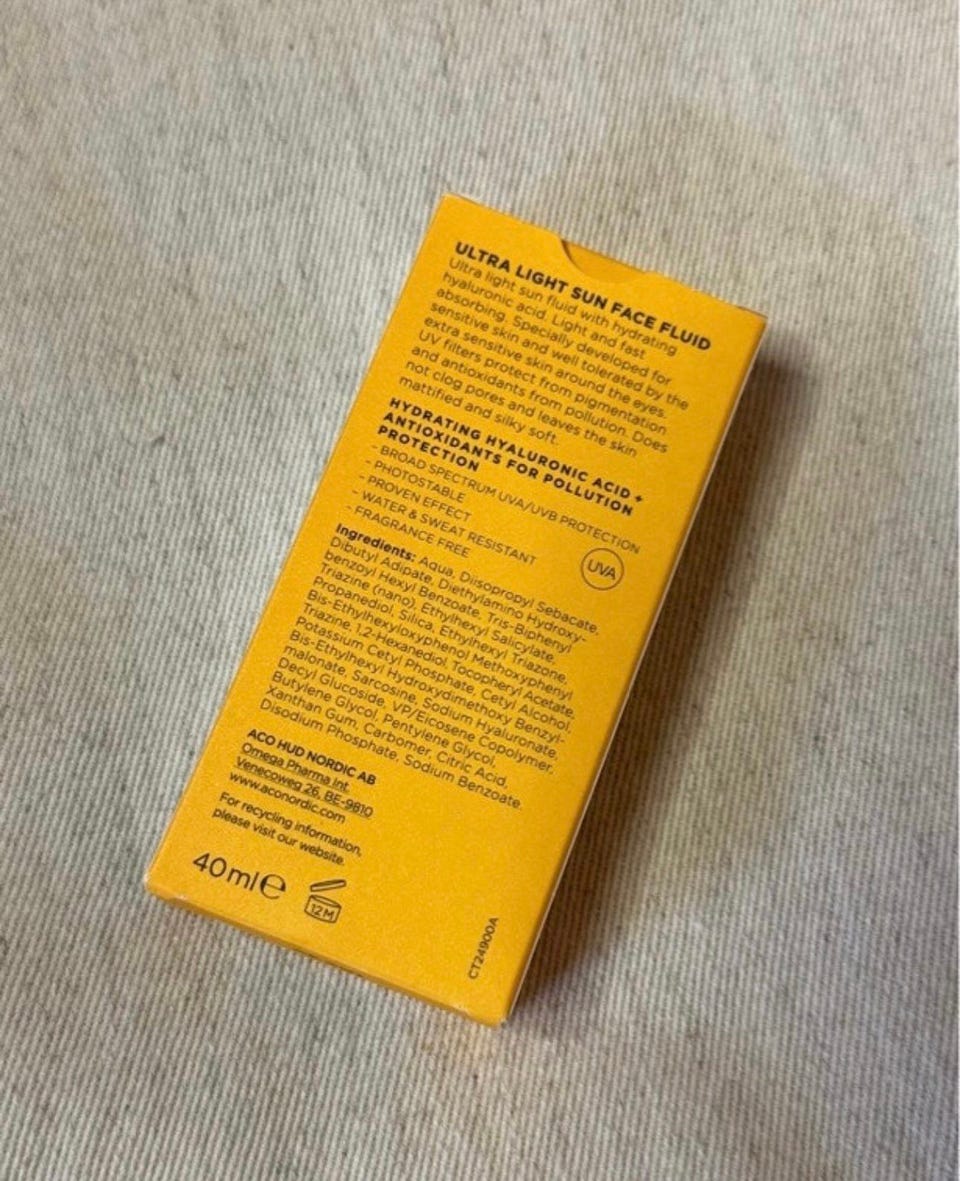 ULTRA LIGHT SUN FACE FLUID
Ultra light sun fluid with hydrating
hyaluronic acid. Light and fast
absorbing. Specially developed for
sensitive skin and well tolerated by the
extra sensitive skin around the eyes.
UV filters protect from pigmentation
and antioxidants from pollution. Does
not clog pores and leaves the skin
mattified and silky soft.
HYDRATING HYALURONIC ACID +
ANTIOXIDANTS FOR POLLUTION
PROTECTION
- BROAD SPECTRUM UVA/UVB PROTECTION
- PHOTOSTABLE
- PROVEN EFFECT
- WATER & SWEAT RESISTANT
- FRAGRANCE FREE
UVA
Ingredients: Aqua, Diisopropyl Sebacate,
Dibutyl Adipate, Diethylamino Hydroxy-
benzoyl Hexyl Benzoate, Tris-Biphenyl
Triazine (nano), Ethylhexyl Salicylate,
Propanediol, Silica, Ethylhexyl Triazone,
Bis-Ethylhexyloxyphenol Methoxyphenyl
Triazine, 1,2-Hexanediol, Tocopheryl Acetate,
Potassium Cetyl Phosphate, Cetyl Alcohol,
Bis-Ethylhexyl Hydroxydimethoxy Benzyl-
malonate, Sarcosine, Sodium Hyaluronate,
Decyl Glucoside, VP/Eicosene Copolymer,
Butylene Glycol, Pentylene Glycol,
Xanthan Gum, Carbomer, Citric Acid,
Disodium Phosphate, Sodium Benzoate.
ACO HUD NORDIC AB
Omega Pharma Int.
Venecoweg 26, BE-9810
www.aconordic.com
For recycling information,
please visit our website.
40 ml e
12 M
CT24900A